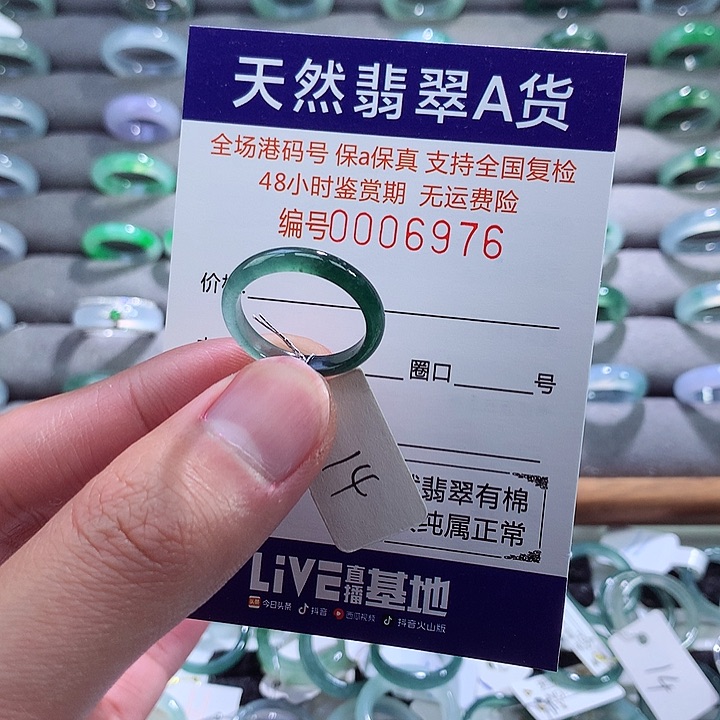 天然翡翠A货
全场港码号 保a保真 支持全国复检
48小时鉴赏期 无运费险
编号0006976
价
圈口 号
14
翡翠有棉
纯属正常
LiVE直播基地
头条 今日头条 抖音 西瓜视频 抖音火山版
14